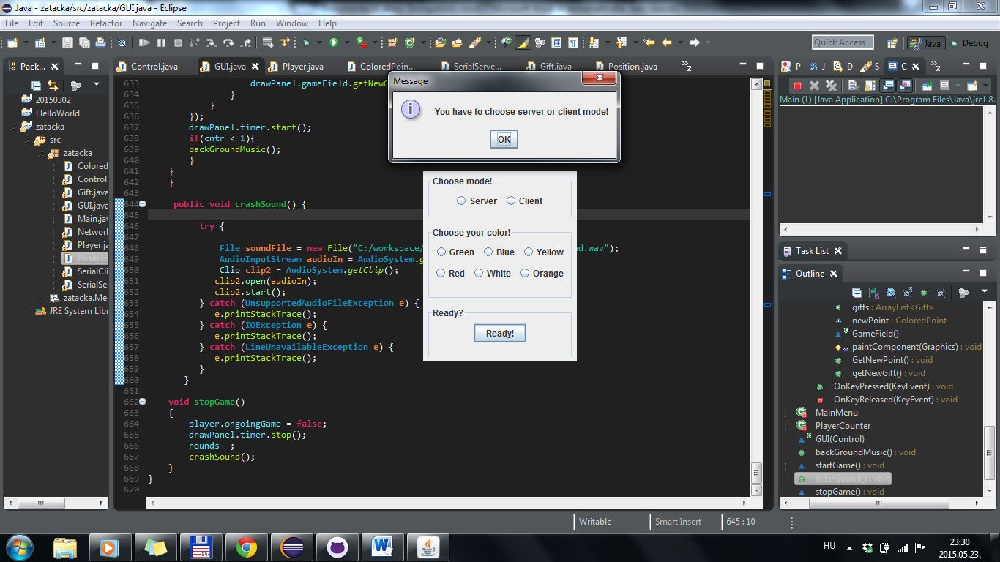 Java - zatacka/src/zatacka/GUI.java - Eclipse
File Edit Source Refactor Navigate Search Project Run Window Help
Quick Access Java Debug
Pack...
Control.java GUI.java Player.java ColoredPoin... SerialServe... Gift.java Position.java
P J D S C
20150302
HelloWorld
zatacka
src
zatacka
Colored
Control
Gift.java
GUI.java
Main.jav
Network
Player.ja
Position
SerialCli
SerialSe
zatacka.Me
JRE System Libr
633 drawPanel.gameField.getNewG
634 }
635 }
636 });
637 drawPanel.timer.start();
638 if(cntr < 1){
639 backGroundMusic();
640 }
641 }
642 }
643
644 public void crashSound() {
645
646 try {
647
648 File soundFile = new File("C:/workspace/ nd.wav");
649 AudioInputStream audioIn = AudioSystem.g
650 Clip clip2 = AudioSystem.getClip();
651 clip2.open(audioIn);
652 clip2.start();
653 } catch (UnsupportedAudioFileException e) {
654 e.printStackTrace();
655 } catch (IOException e) {
656 e.printStackTrace();
657 } catch (LineUnavailableException e) {
658 e.printStackTrace();
659 }
660 }
661
662 void stopGame()
663 {
664 player.ongoingGame = false;
665 drawPanel.timer.stop();
666 rounds--;
667 crashSound();
668 }
669 }
670
Message
You have to choose server or client mode!
OK
Choose mode!
Server Client
Choose your color!
Green Blue Yellow
Red White Orange
Ready?
Ready!
Main (1) [Java Application] C:\Program Files\Java\jre1.8.
Task List
Outline
gifts : ArrayList<Gift>
newPoint : ColoredPoint
GameField()
paintComponent(Graphics) : void
GetNewPoint() : void
getNewGift() : void
OnKeyPressed(KeyEvent) : void
OnKeyReleased(KeyEvent) : void
MainMenu
PlayerCounter
GUI(Control)
backGroundMusic() : void
startGame() : void
crashSound() : void
stopGame() : void
Writable Smart Insert 645 : 10
HU
23:30
2015.05.23.